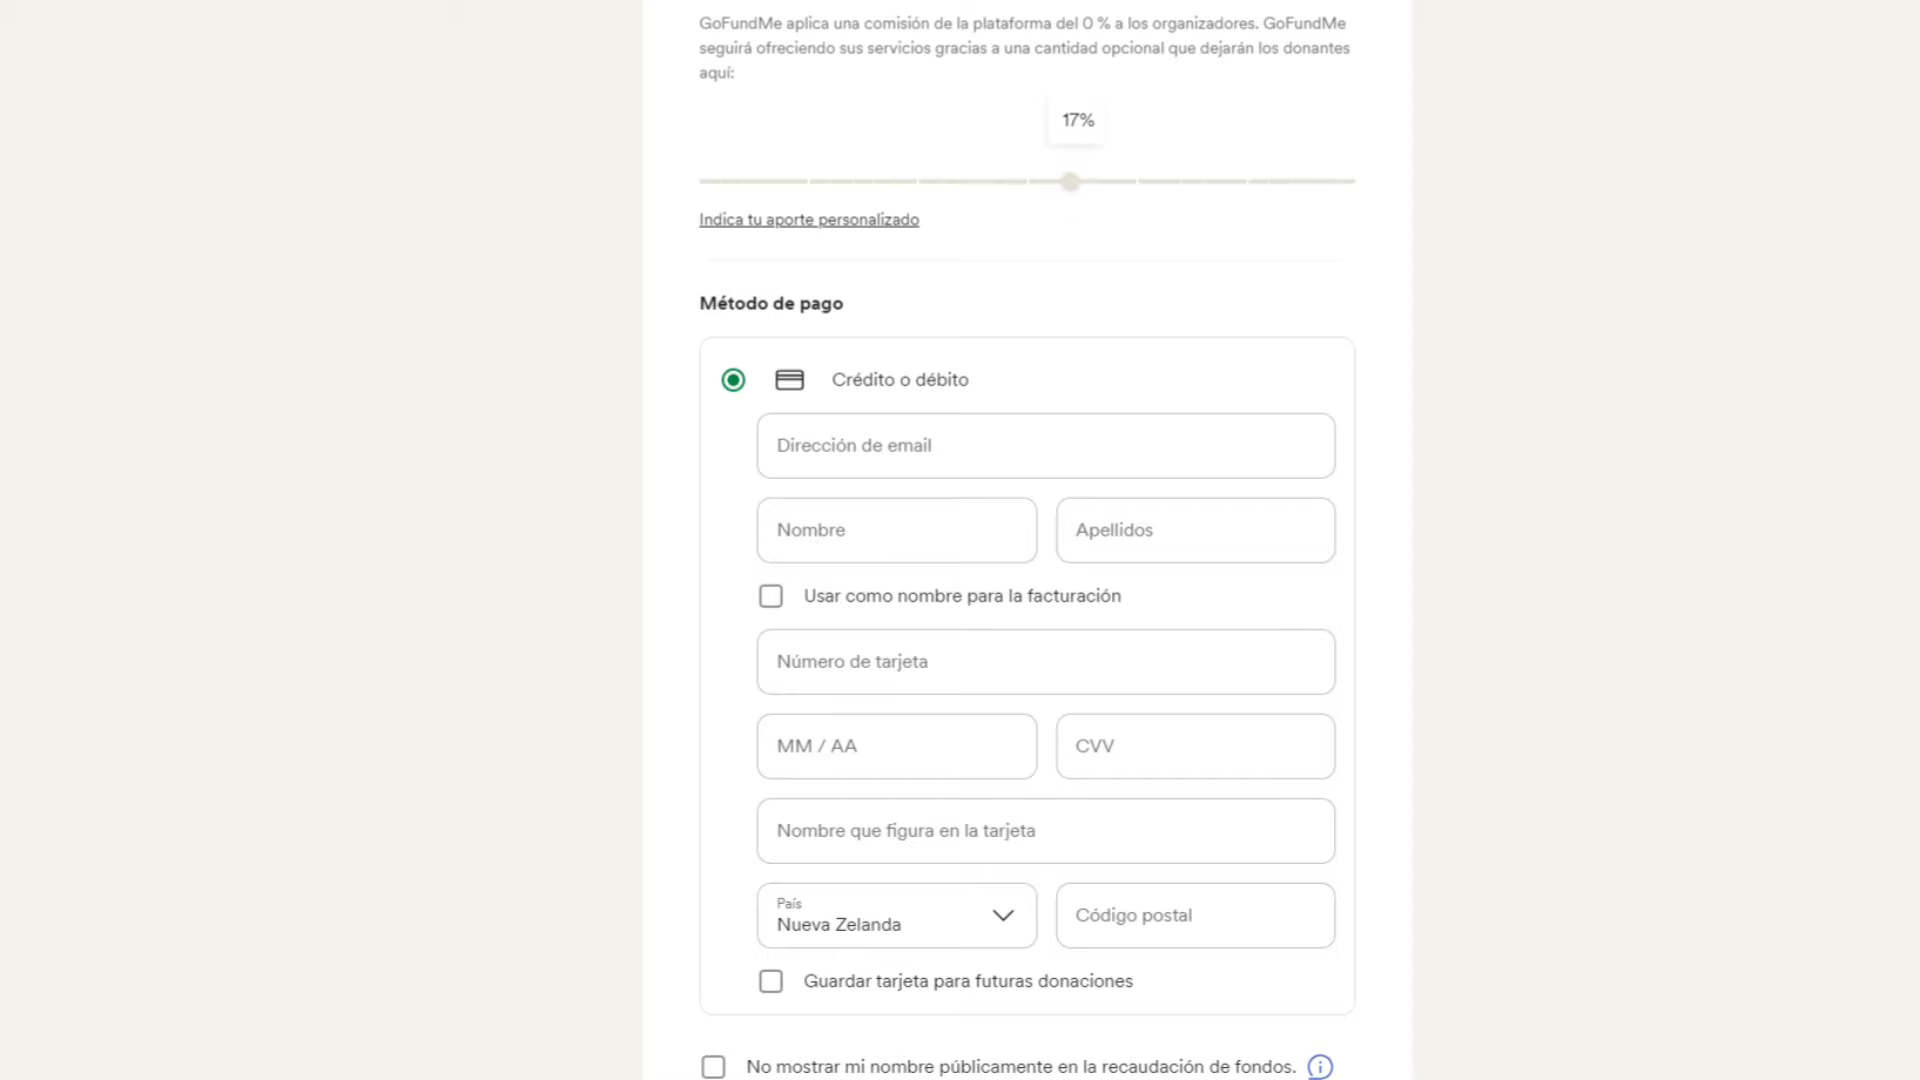 GoFundMe aplica una comisión de la plataforma del 0 % a los organizadores. GoFundMe
seguirá ofreciendo sus servicios gracias a una cantidad opcional que dejarán los donantes
aquí:
17%
Indica tu aporte personalizado
Método de pago
Crédito o débito
Dirección de email
Nombre
Apellidos
Usar como nombre para la facturación
Número de tarjeta
MM / AA
CVV
Nombre que figura en la tarjeta
País
Nueva Zelanda
Código postal
Guardar tarjeta para futuras donaciones
No mostrar mi nombre públicamente en la recaudación de fondos.